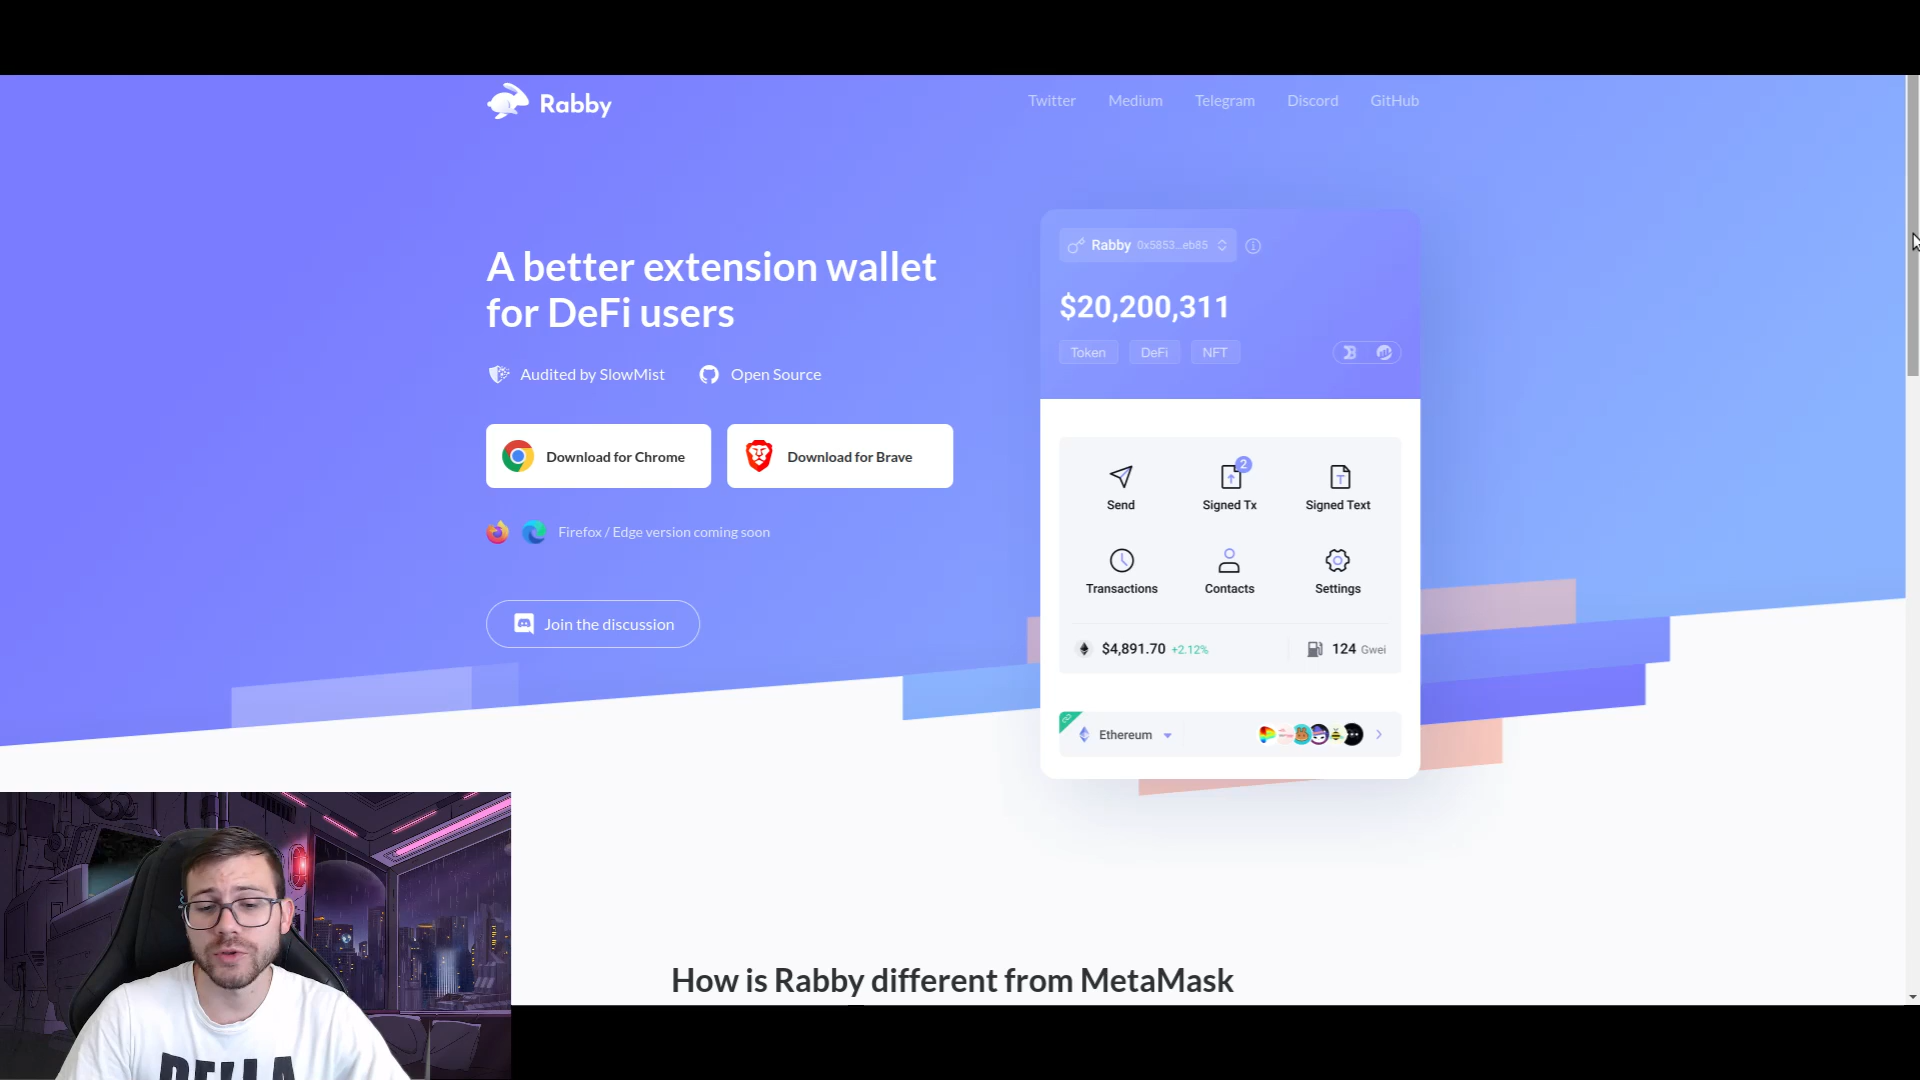 Rabby
Twitter
Medium
Telegram
Discord
GitHub
A better extension wallet
for DeFi users
Audited by SlowMist
Open Source
Download for Chrome
Download for Brave
Firefox / Edge version coming soon
Join the discussion
Rabby 0x5853...eb85
$20,200,311
Token
DeFi
NFT
Send
2
Signed Tx
Signed Text
Transactions
Contacts
Settings
$4,891.70 +2.12%
124 Gwei
Ethereum
How is Rabby different from MetaMask